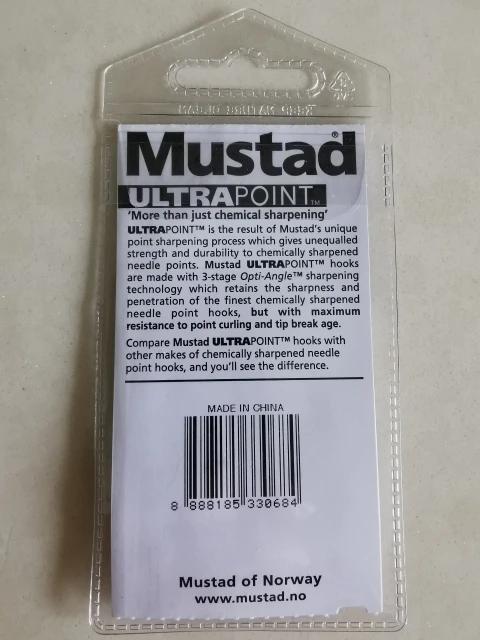 Mustad®
ULTRAPOINT™
'More than just chemical sharpening'
ULTRAPOINT™ is the result of Mustad's unique
point sharpening process which gives unequalled
strength and durability to chemically sharpened
needle points. Mustad ULTRAPOINT™ hooks
are made with 3-stage Opti-Angle™ sharpening
technology which retains the sharpness and
penetration of the finest chemically sharpened
needle point hooks, but with maximum
resistance to point curling and tip break age.
Compare Mustad ULTRAPOINT™ hooks with
other makes of chemically sharpened needle
point hooks, and you'll see the difference.
MADE IN CHINA
8 888185 330684
Mustad of Norway
www.mustad.no